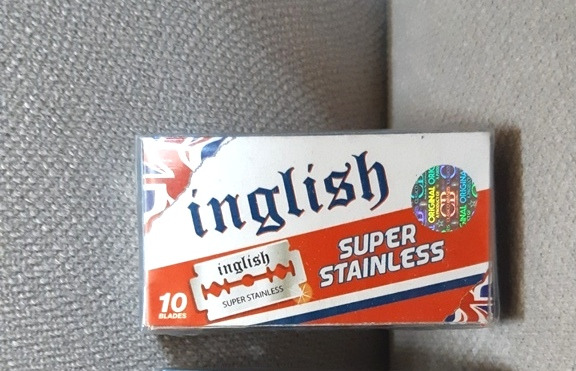 inglish
SUPER
STAINLESS
inglish
SUPER STAINLESS
10
BLADES
ORIGINAL